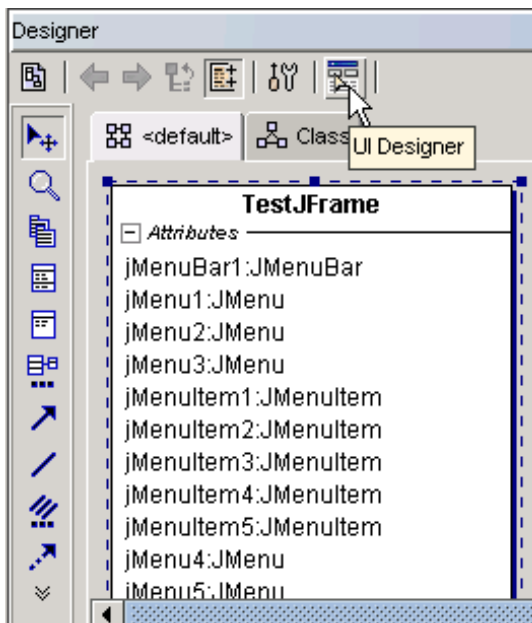 Designer
<default>
Class
UI Designer
TestJFrame
Attributes
jMenuBar1:JMenuBar
jMenu1:JMenu
jMenu2:JMenu
jMenu3:JMenu
jMenuItem1:JMenuItem
jMenuItem2:JMenuItem
jMenuItem3:JMenuItem
jMenuItem4:JMenuItem
jMenuItem5:JMenuItem
jMenu4:JMenu
jMenu5:JMenu